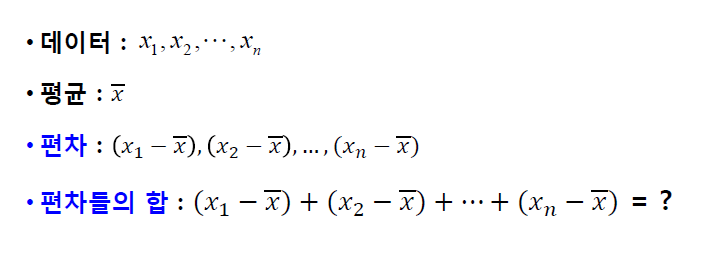 • 데이터 : x₁, x₂, ⋯, xₙ
• 평균 : x̅
• 편차 : (x₁ − x̅), (x₂ − x̅), … , (xₙ − x̅)
• 편차들의 합 : (x₁ − x̅) + (x₂ − x̅) + ⋯ + (xₙ − x̅) = ?